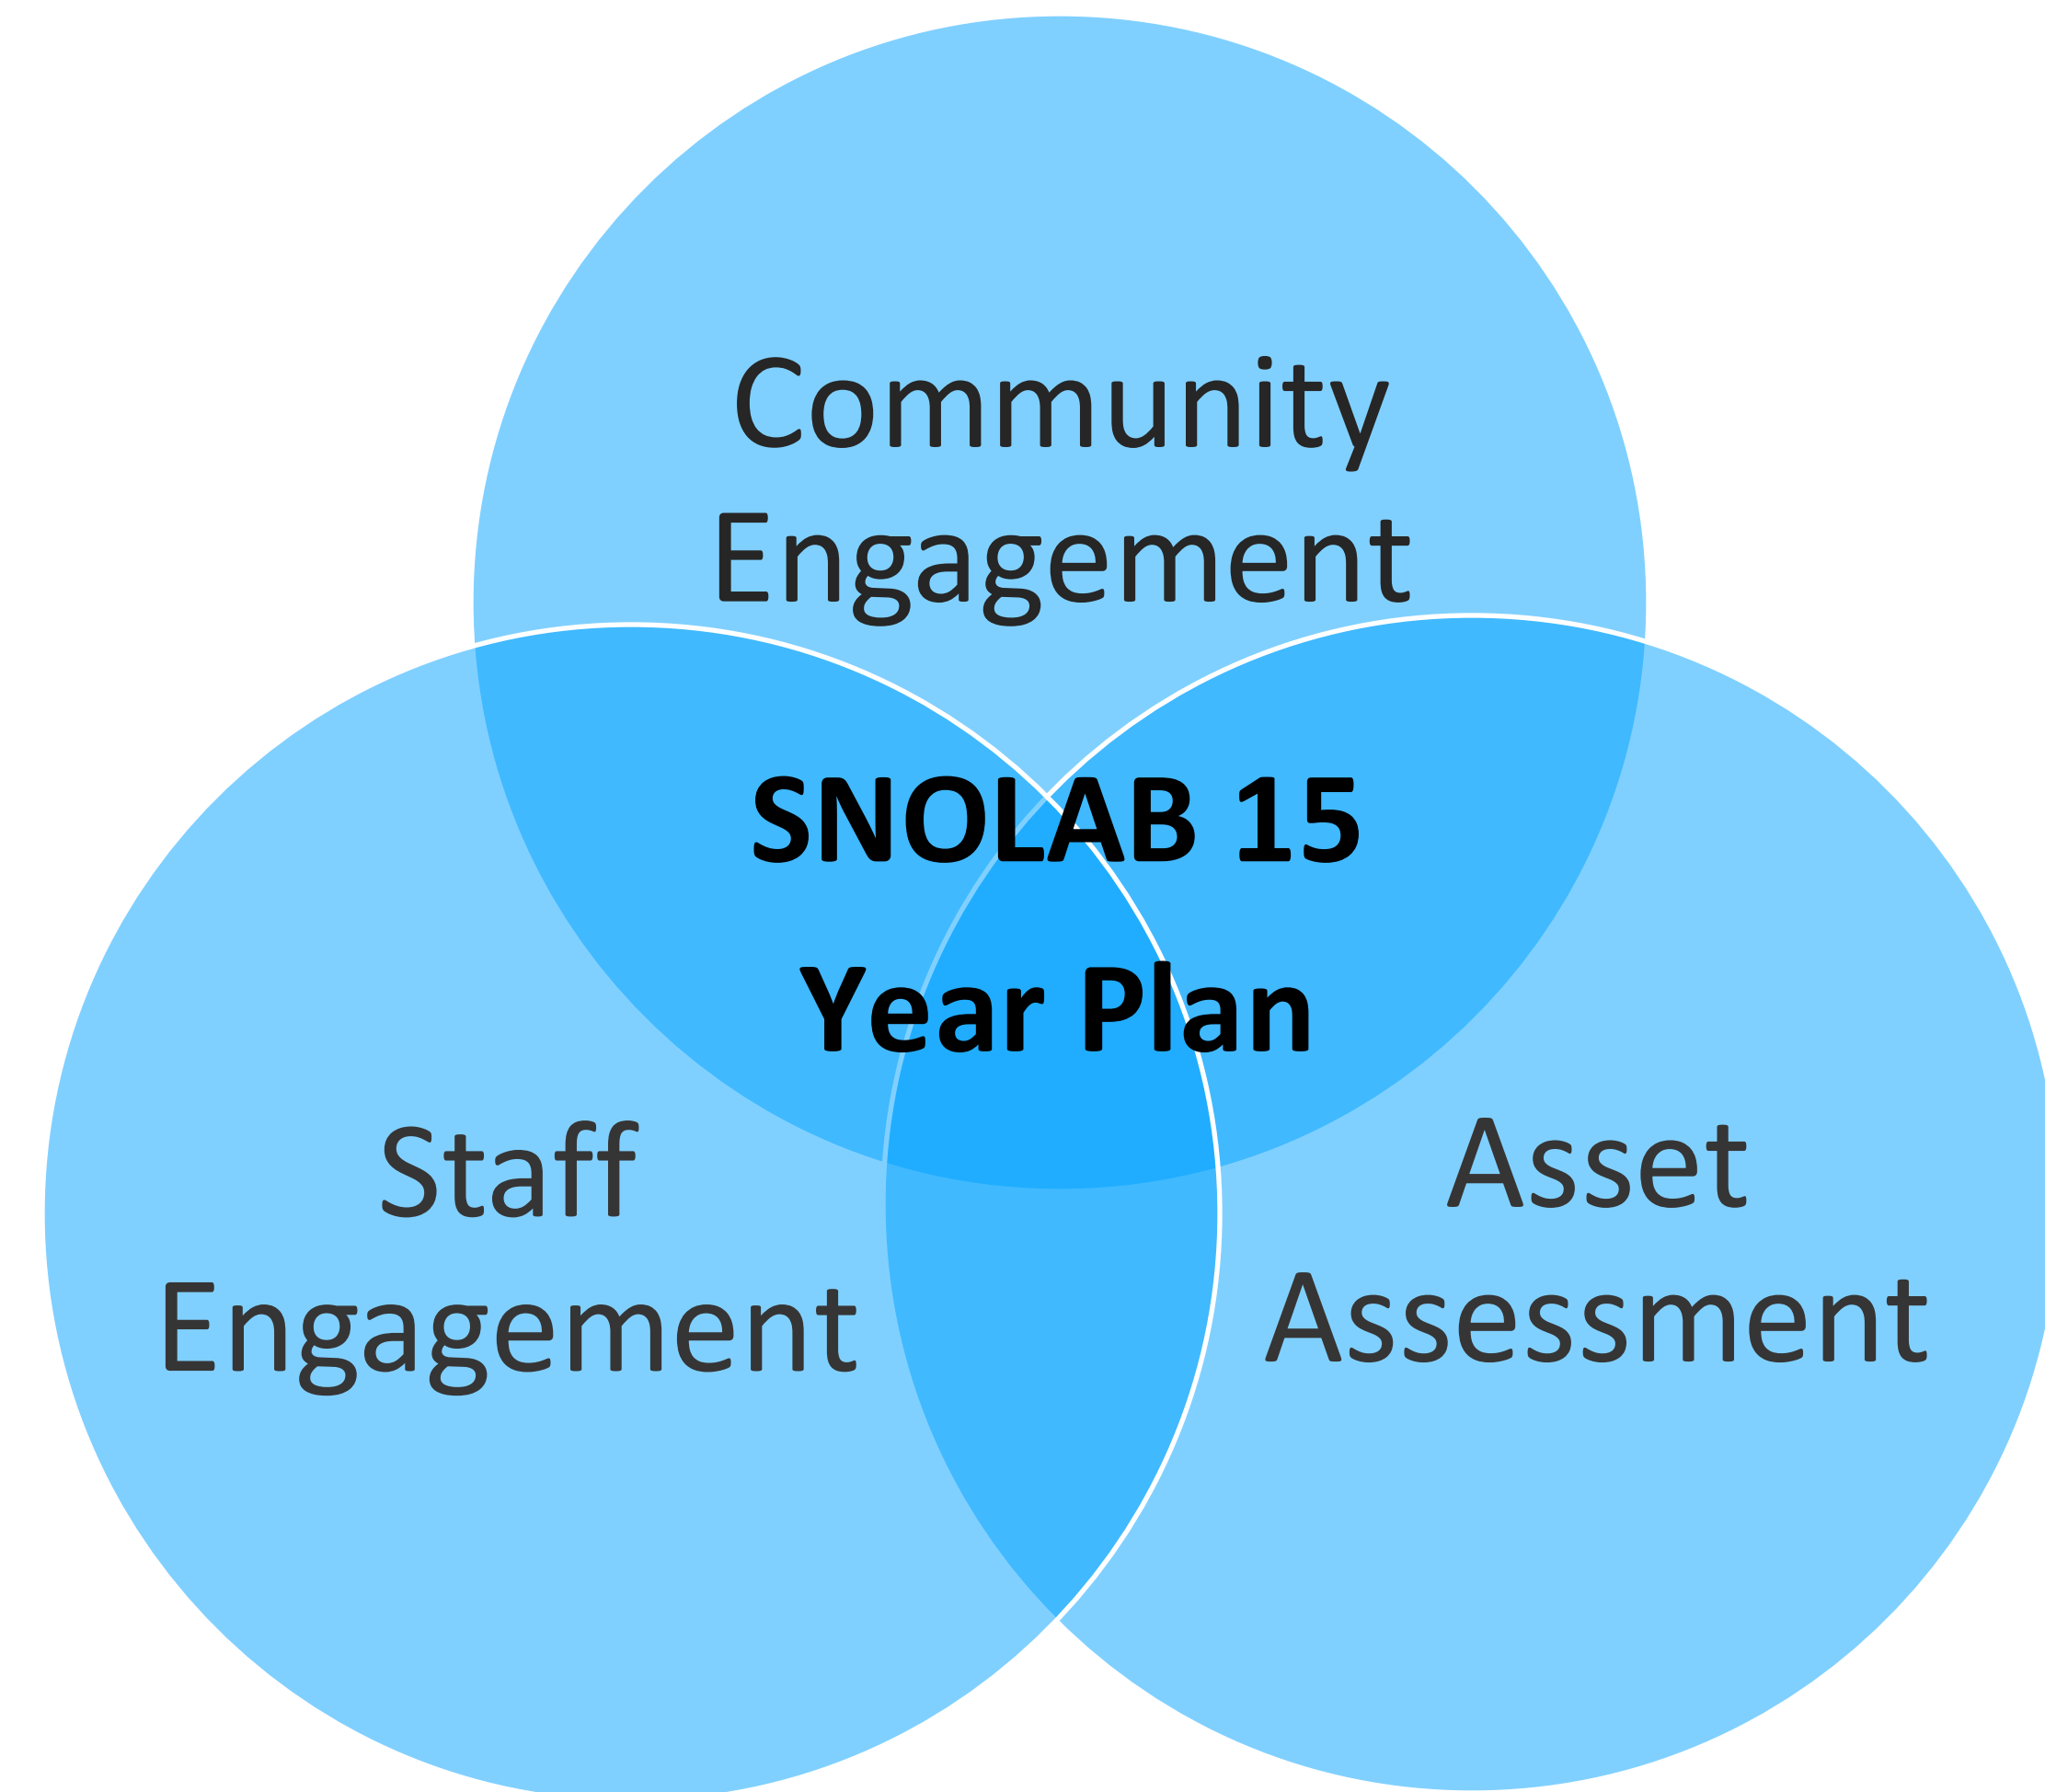 Community
Engagement
SNOLAB 15
Year Plan
Staff
Engagement
Asset
Assessment